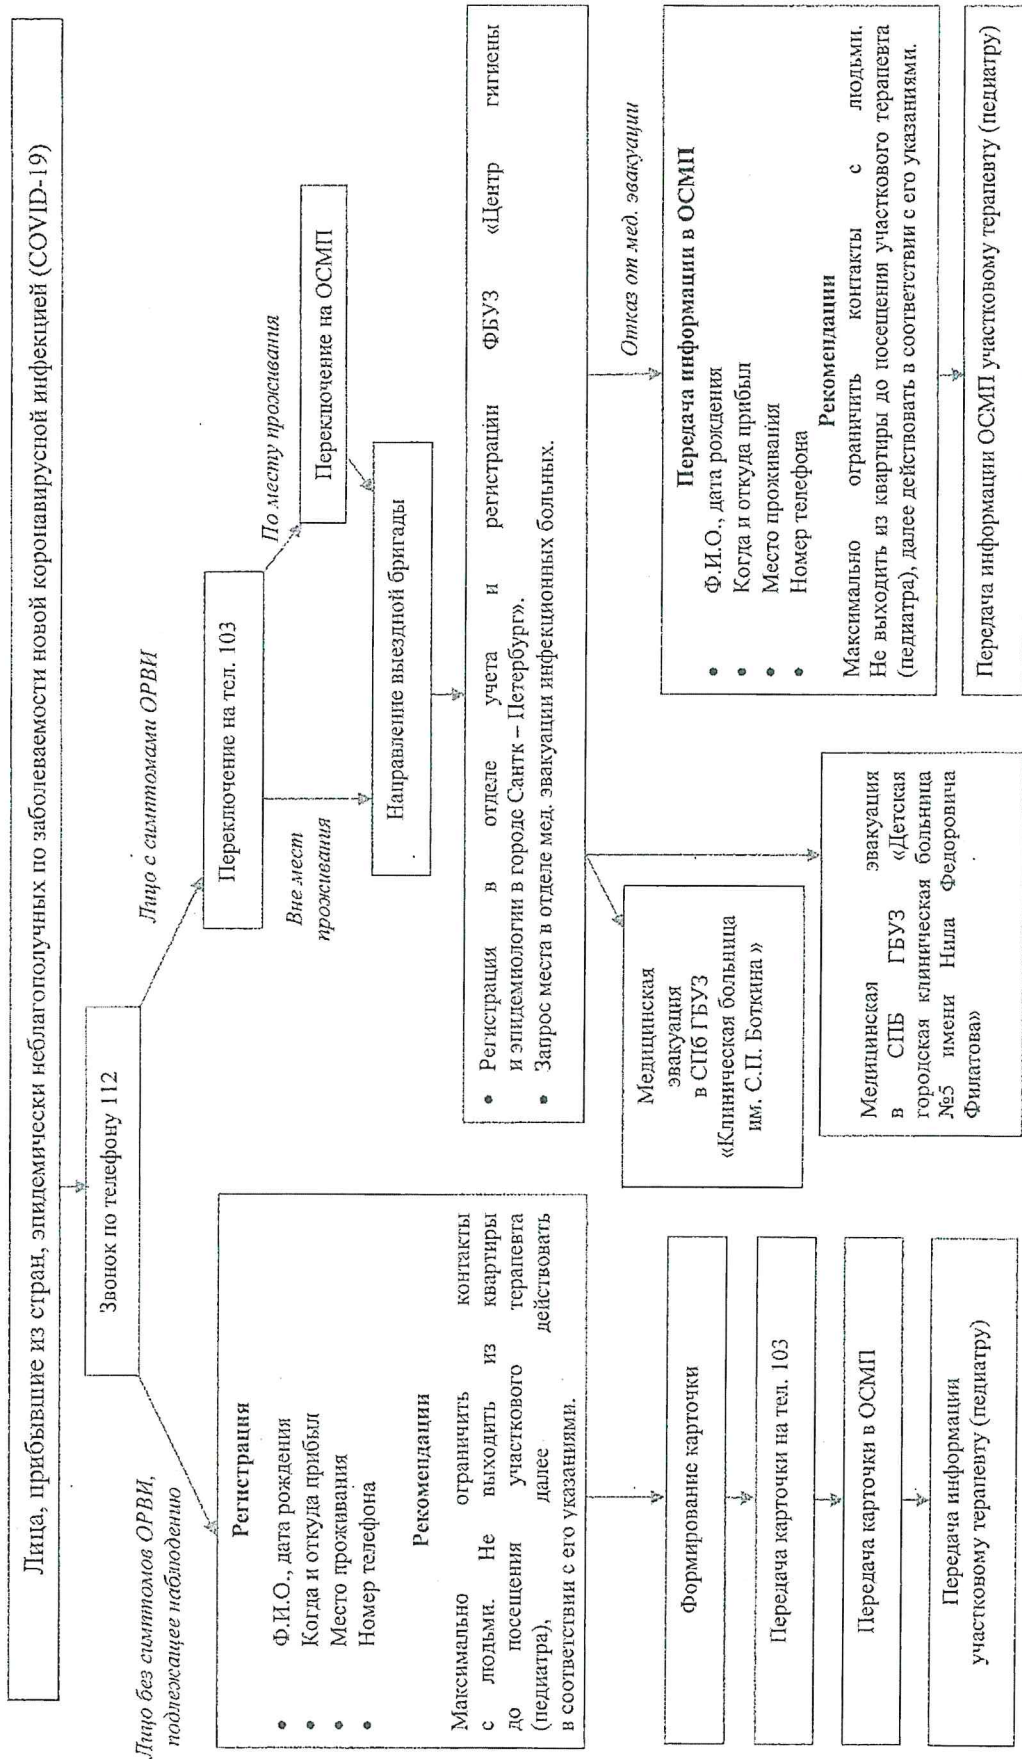 Лица, прибывшие из стран, эпидемически неблагополучных по заболеваемости новой коронавирусной инфекцией (COVID-19)
Звонок по телефону 112
Лицо без симптомов ОРВИ,
подлежащее наблюдению
Регистрация
• Ф.И.О., дата рождения
• Когда и откуда прибыл
• Место проживания
• Номер телефона
Рекомендации
Максимально ограничить контакты
с людьми. Не выходить из квартиры
до посещения участкового терапевта
(педиатра), далее действовать
в соответствии с его указаниями.
Формирование карточки
Передача карточки на тел. 103
Передача карточки в ОСМП
Передача информации
участковому терапевту (педиатру)
Лицо с симптомами ОРВИ
Переключение на тел. 103
Вне мест
проживания
По месту проживания
Переключение на ОСМП
Направление выездной бригады
• Регистрация в отделе учета и регистрации ФБУЗ «Центр гигиены
и эпидемиологии в городе Сантк – Петербург».
• Запрос места в отделе мед. эвакуации инфекционных больных.
Медицинская
эвакуация
в СПб ГБУЗ
«Клиническая больница
им. С.П. Боткина »
Медицинская эвакуация
в СПБ ГБУЗ «Детская
городская клиническая больница
№5 имени Нила Федоровича
Филатова»
Отказ от мед. эвакуации
Передача информации в ОСМП
• Ф.И.О., дата рождения
• Когда и откуда прибыл
• Место проживания
• Номер телефона
Рекомендации
Максимально ограничить контакты с людьми.
Не выходить из квартиры до посещения участкового терапевта
(педиатра), далее действовать в соответствии с его указаниями.
Передача информации ОСМП участковому терапевту (педиатру)